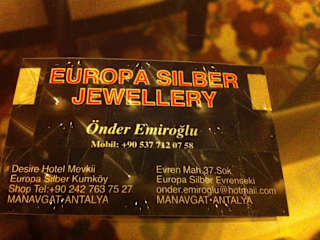 EUROPA SILBER
JEWELLERY
Önder Emiroğlu
Mobil: +90 537 712 07 58
Desire Hotel Mevkii
Europa Silber Kumköy
Shop Tel:+90 242 763 75 27
MANAVGAT-ANTALYA
Evren Mah.37.Sok
Europa Silber Evrenseki
onder.emiroglu@hotmail.com
MANAVGAT-ANTALYA